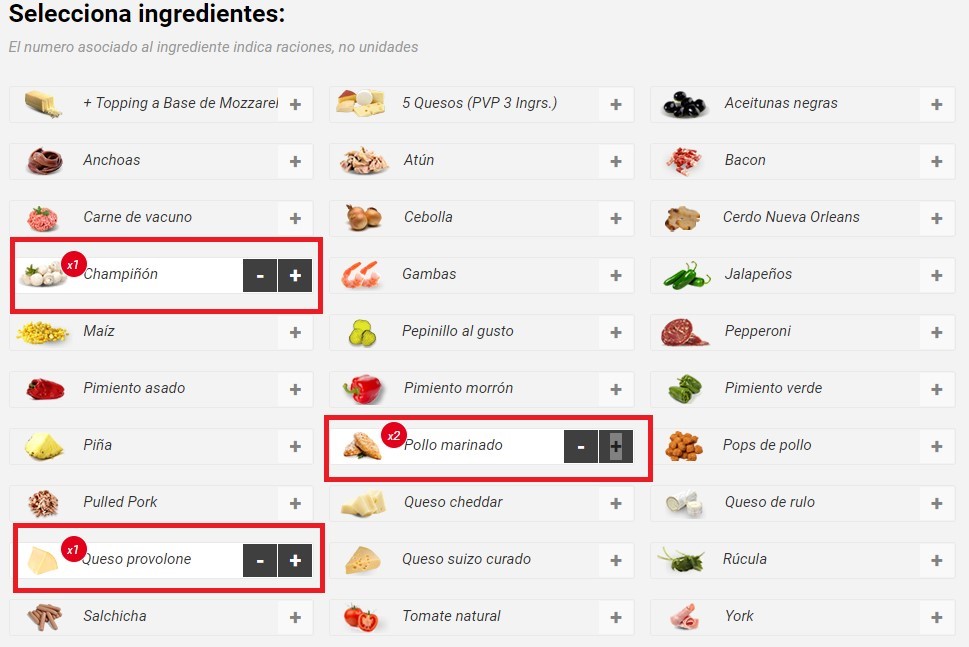 Selecciona ingredientes:
El numero asociado al ingrediente indica raciones, no unidades
+ Topping a Base de Mozzarel +
5 Quesos (PVP 3 Ingrs.) +
Aceitunas negras +
Anchoas +
Atún +
Bacon +
Carne de vacuno +
Cebolla +
Cerdo Nueva Orleans +
x1 Champiñón - +
Gambas +
Jalapeños +
Maíz +
Pepinillo al gusto +
Pepperoni +
Pimiento asado +
Pimiento morrón +
Pimiento verde +
Piña +
x2 Pollo marinado - +
Pops de pollo +
Pulled Pork +
Queso cheddar +
Queso de rulo +
x1 Queso provolone - +
Queso suizo curado +
Rúcula +
Salchicha +
Tomate natural +
York +